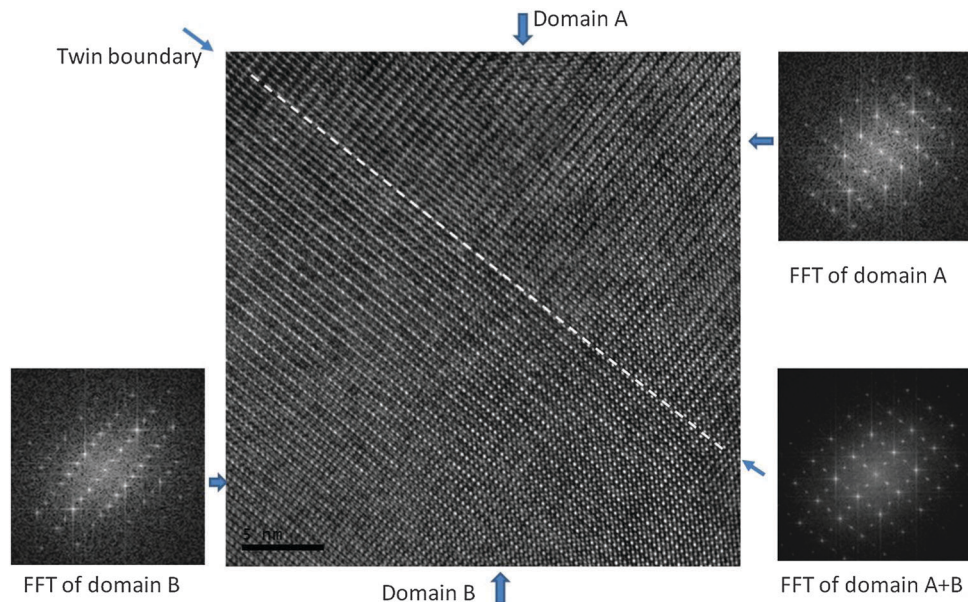 Domain A
Twin boundary
FFT of domain A
5 nm
FFT of domain B
Domain B
FFT of domain A+B